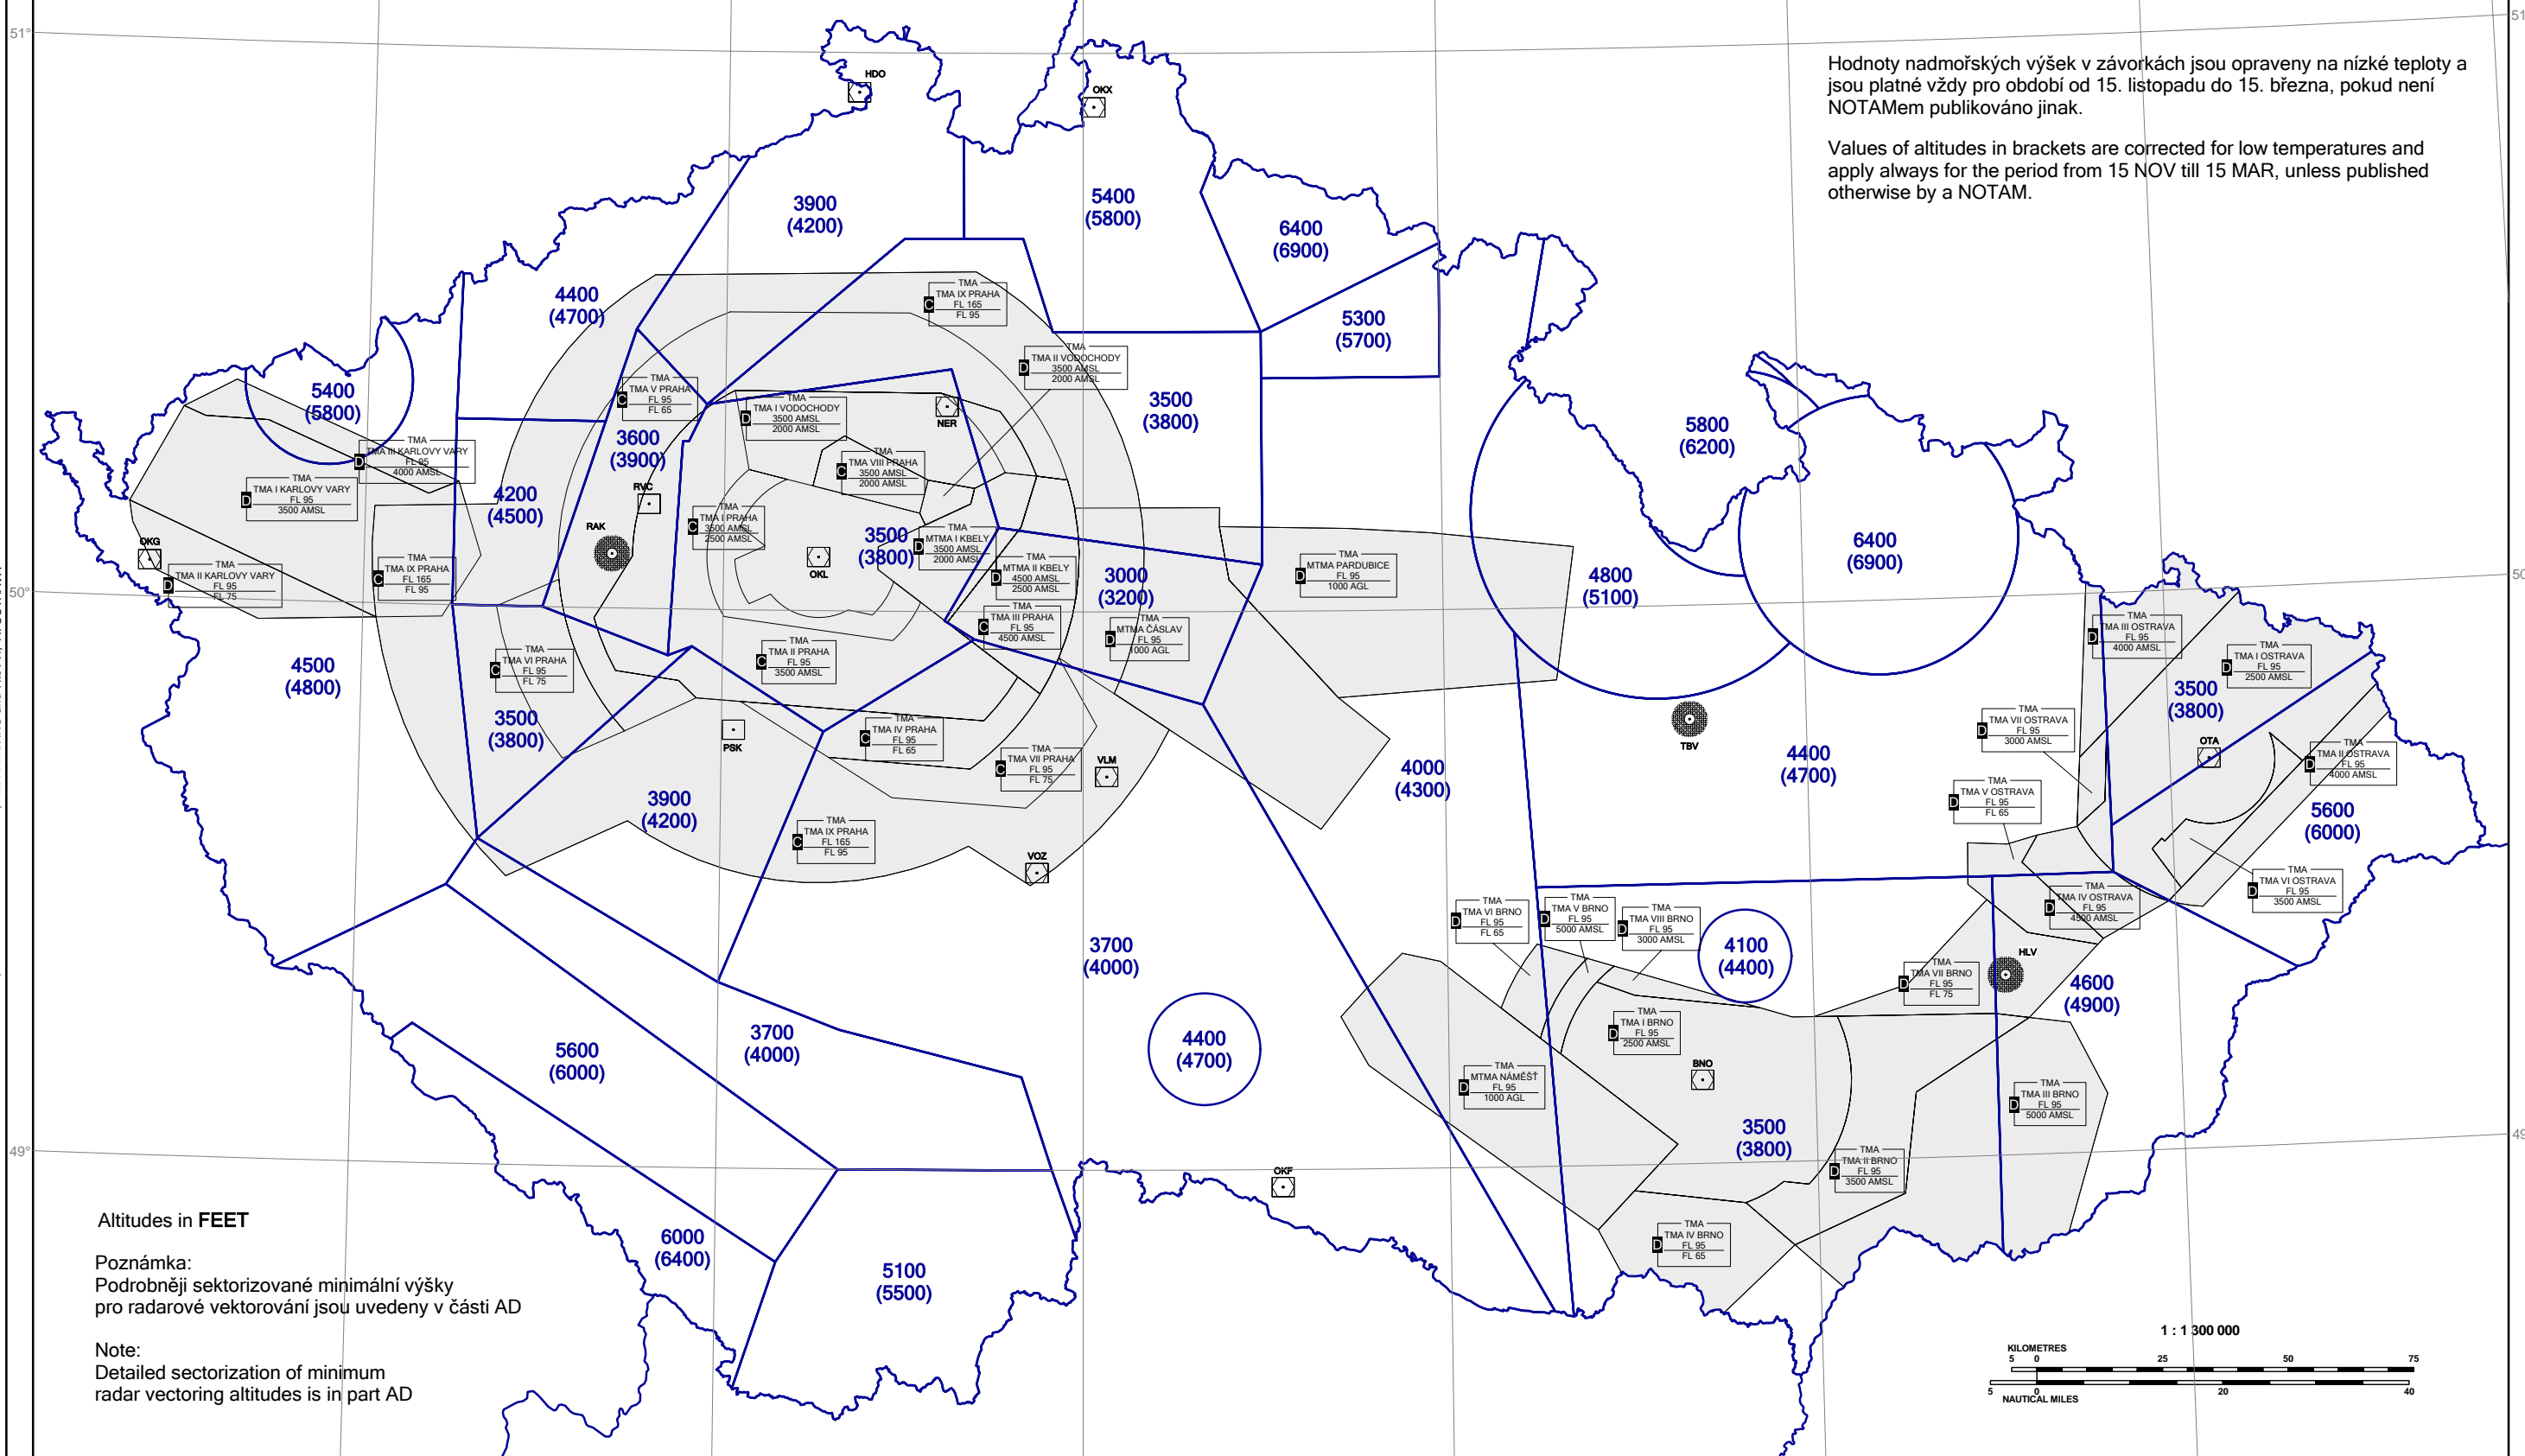 51°
51
HDO
OKX
Hodnoty nadmořských výšek v závorkách jsou opraveny na nízké teploty a
jsou platné vždy pro období od 15. listopadu do 15. března, pokud není
NOTAMem publikováno jinak.
Values of altitudes in brackets are corrected for low temperatures and
apply always for the period from 15 NOV till 15 MAR, unless published
otherwise by a NOTAM.
3900
(4200)
5400
(5800)
6400
(6900)
4400
(4700)
TMA
TMA IX PRAHA
C
FL 165
FL 95
5300
(5700)
TMA
TMA II VODOCHODY
D
3500 AMSL
2000 AMSL
5400
(5800)
TMA
TMA V PRAHA
C
FL 95
FL 65
TMA
TMA I VODOCHODY
D
3500 AMSL
2000 AMSL
NER
3500
(3800)
5800
(6200)
3600
(3900)
TMA
TMA III KARLOVY VARY
D
FL 95
4000 AMSL
TMA
TMA VIII PRAHA
C
3500 AMSL
2000 AMSL
TMA
TMA I KARLOVY VARY
D
FL 95
3500 AMSL
4200
(4500)
RVC
RAK
TMA
TMA I PRAHA
C
3500 AMSL
2500 AMSL
3500
(3800)
TMA
MTMA I KBELY
D
3500 AMSL
2000 AMSL
OKL
OKG
TMA
TMA II KARLOVY VARY
D
FL 95
FL 75
TMA
TMA IX PRAHA
C
FL 165
FL 95
TMA
MTMA II KBELY
D
4500 AMSL
2500 AMSL
3000
(3200)
TMA
MTMA PARDUBICE
D
FL 95
1000 AGL
4800
(5100)
6400
(6900)
50°
50
TMA
TMA III PRAHA
C
FL 95
4500 AMSL
TMA
MTMA ČÁSLAV
D
FL 95
1000 AGL
TMA
TMA III OSTRAVA
D
FL 95
4000 AMSL
TMA
TMA I OSTRAVA
D
FL 95
2500 AMSL
4500
(4800)
TMA
TMA VI PRAHA
C
FL 95
FL 75
TMA
TMA II PRAHA
C
FL 95
3500 AMSL
3500
(3800)
3500
(3800)
PSK
TMA
TMA IV PRAHA
C
FL 95
FL 65
TMA
TMA VII PRAHA
C
FL 95
FL 75
VLM
TBV
TMA
TMA VII OSTRAVA
D
FL 95
3000 AMSL
OTA
TMA
TMA II OSTRAVA
D
FL 95
4000 AMSL
4000
(4300)
4400
(4700)
3900
(4200)
TMA
TMA V OSTRAVA
D
FL 95
FL 65
5600
(6000)
TMA
TMA IX PRAHA
C
FL 165
FL 95
VOZ
TMA
TMA VI OSTRAVA
D
FL 95
3500 AMSL
TMA
TMA IV OSTRAVA
D
FL 95
4500 AMSL
TMA
TMA VI BRNO
D
FL 95
FL 65
TMA
TMA V BRNO
D
FL 95
5000 AMSL
TMA
TMA VIII BRNO
D
FL 95
3000 AMSL
4100
(4400)
3700
(4000)
HLV
TMA
TMA VII BRNO
D
FL 95
FL 75
4600
(4900)
3700
(4000)
5600
(6000)
4400
(4700)
TMA
TMA I BRNO
D
FL 95
2500 AMSL
BNO
TMA
MTMA NÁMĚŠŤ
D
FL 95
1000 AGL
TMA
TMA III BRNO
D
FL 95
5000 AMSL
3500
(3800)
49°
49
OKF
TMA
TMA II BRNO
D
FL 95
3500 AMSL
TMA
TMA IV BRNO
D
FL 95
FL 65
6000
(6400)
5100
(5500)
Altitudes in FEET
Poznámka:
Podrobněji sektorizované minimální výšky
pro radarové vektorování jsou uvedeny v části AD
Note:
Detailed sectorization of minimum
radar vectoring altitudes is in part AD
1 : 1 300 000
KILOMETRES
5 0 25 50 75
5 0 20 40
NAUTICAL MILES